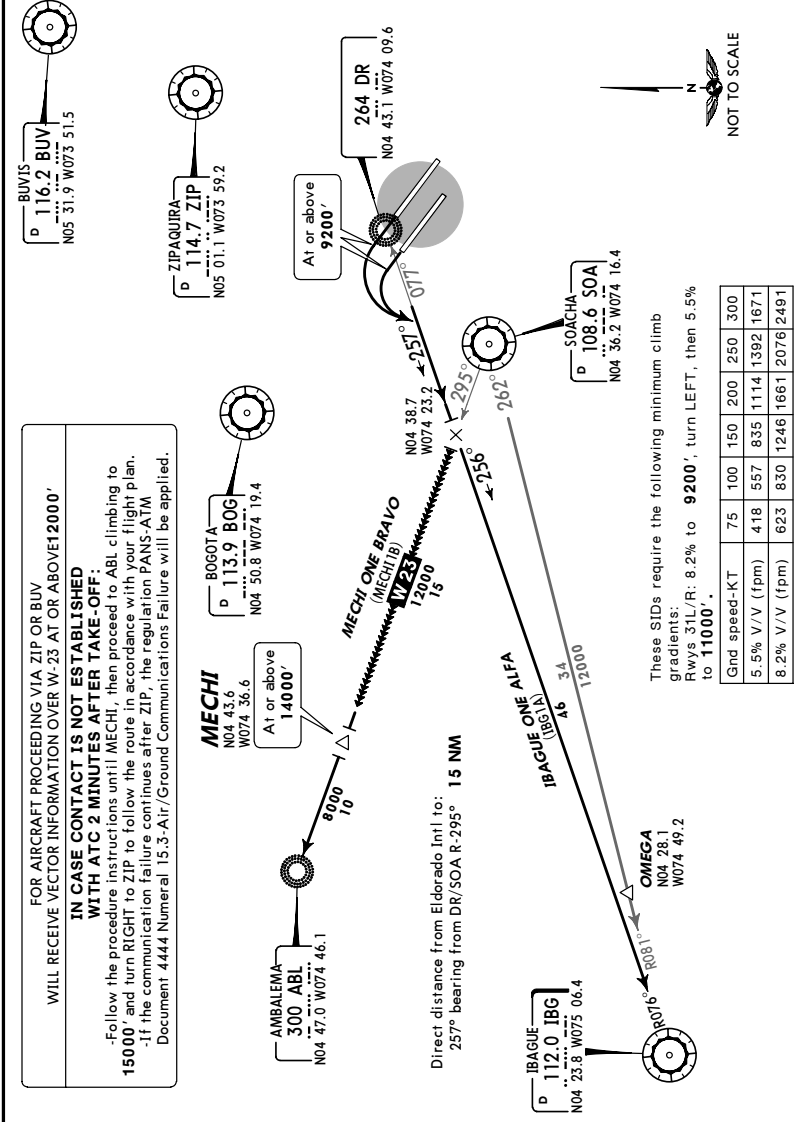 FOR AIRCRAFT PROCEEDING VIA ZIP OR BUV
WILL RECEIVE VECTOR INFORMATION OVER W-23 AT OR ABOVE12000'
IN CASE CONTACT IS NOT ESTABLISHED
WITH ATC 2 MINUTES AFTER TAKE-OFF:
-Follow the procedure instructions until MECHI, then proceed to ABL climbing to
15000' and turn RIGHT to ZIP to follow the route in accordance with your flight plan.
-If the communication failure continues after ZIP, the regulation PANS-ATM
Document 4444 Numeral 15.3-Air/Ground Communications Failure will be applied.
BUVIS
D 116.2 BUV
N05 31.9 W073 51.5
ZIPAQUIRA
D 114.7 ZIP
N05 01.1 W073 59.2
BOGOTA
D 113.9 BOG
N04 50.8 W074 19.4
264 DR
N04 43.1 W074 09.6
At or above
9200'
MECHI
N04 43.6
W074 36.6
At or above
14000'
AMBALEMA
300 ABL
N04 47.0 W074 46.1
8000
10
MECHI ONE BRAVO
(MECHI1B)
W 23
12000
15
N04 38.7
W074 23.2
257°
077°
295°
262°
256°
SOACHA
D 108.6 SOA
N04 36.2 W074 16.4
Direct distance from Eldorado Intl to:
257° bearing from DR/SOA R-295° 15 NM
IBAGUE ONE ALFA
(IBG1A)
46
34
12000
OMEGA
N04 28.1
W074 49.2
R081°
R076°
IBAGUE
D 112.0 IBG
N04 23.8 W075 06.4
N
NOT TO SCALE
These SIDs require the following minimum climb
gradients:
Rwys 31L/R: 8.2% to 9200', turn LEFT, then 5.5%
to 11000'.
Gnd speed-KT 75 100 150 200 250 300
5.5% V/V (fpm) 418 557 835 1114 1392 1671
8.2% V/V (fpm) 623 830 1246 1661 2076 2491